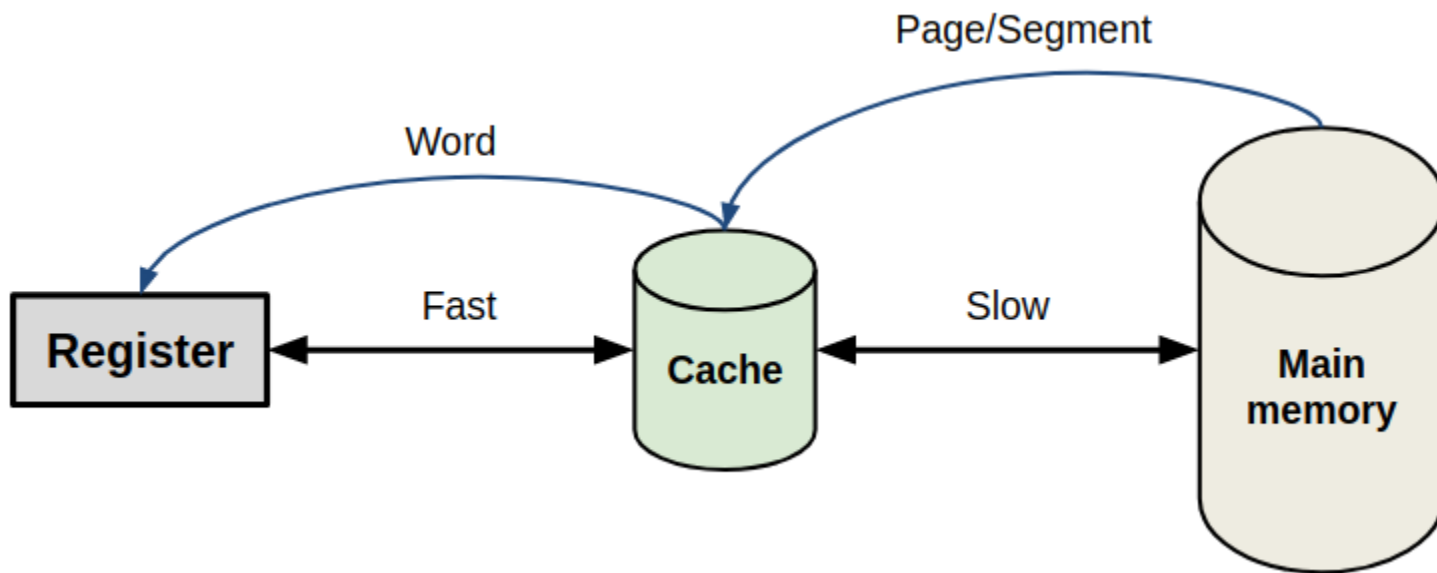 Page/Segment
Word
Fast
Slow
Register
Cache
Main
memory